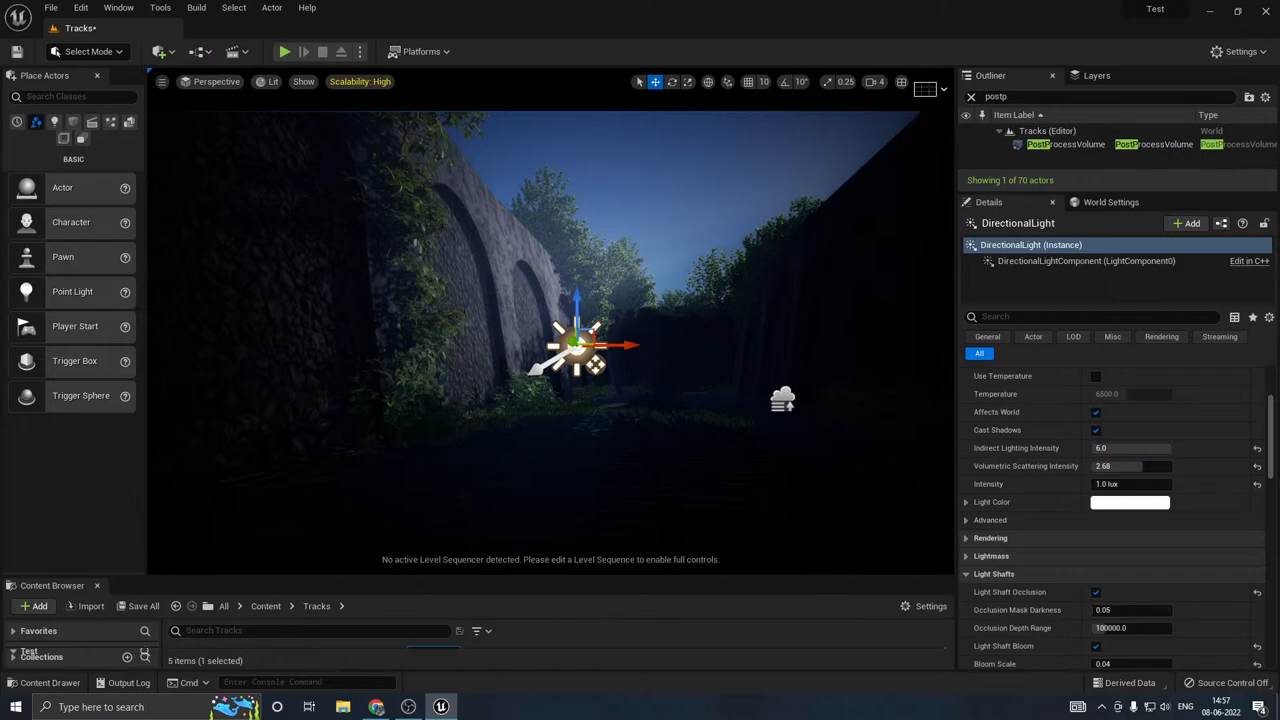 File Edit Window Tools Build Select Actor Help
Test
Tracks*
Select Mode
Platforms
Settings
Place Actors
Search Classes
BASIC
Actor
Character
Pawn
Point Light
Player Start
Trigger Box
Trigger Sphere
Perspective Lit Show Scalability: High
10 10° 0.25 4
No active Level Sequencer detected. Please edit a Level Sequence to enable full controls.
Outliner Layers
postp
Item Label Type
Tracks (Editor) World
PostProcessVolume PostProcessVolume PostProcessV
Showing 1 of 70 actors
Details World Settings
DirectionalLight
Add
DirectionalLight (Instance)
DirectionalLightComponent (LightComponent0) Edit in C++
Search
General Actor LOD Misc Rendering Streaming
All
Use Temperature
Temperature 6500.0
Affects World
Cast Shadows
Indirect Lighting Intensity 6.0
Volumetric Scattering Intensity 2.68
Intensity 1.0 lux
Light Color
Advanced
Rendering
Lightmass
Light Shafts
Light Shaft Occlusion
Occlusion Mask Darkness 0.05
Occlusion Depth Range 100000.0
Light Shaft Bloom
Bloom Scale 0.04
Content Browser
Add Import Save All All Content Tracks Settings
Favorites
Search Tracks
Test
Collections
5 items (1 selected)
Content Drawer Output Log Cmd Enter Console Command Derived Data Source Control Off
Type here to search
14:57
08-06-2022
4